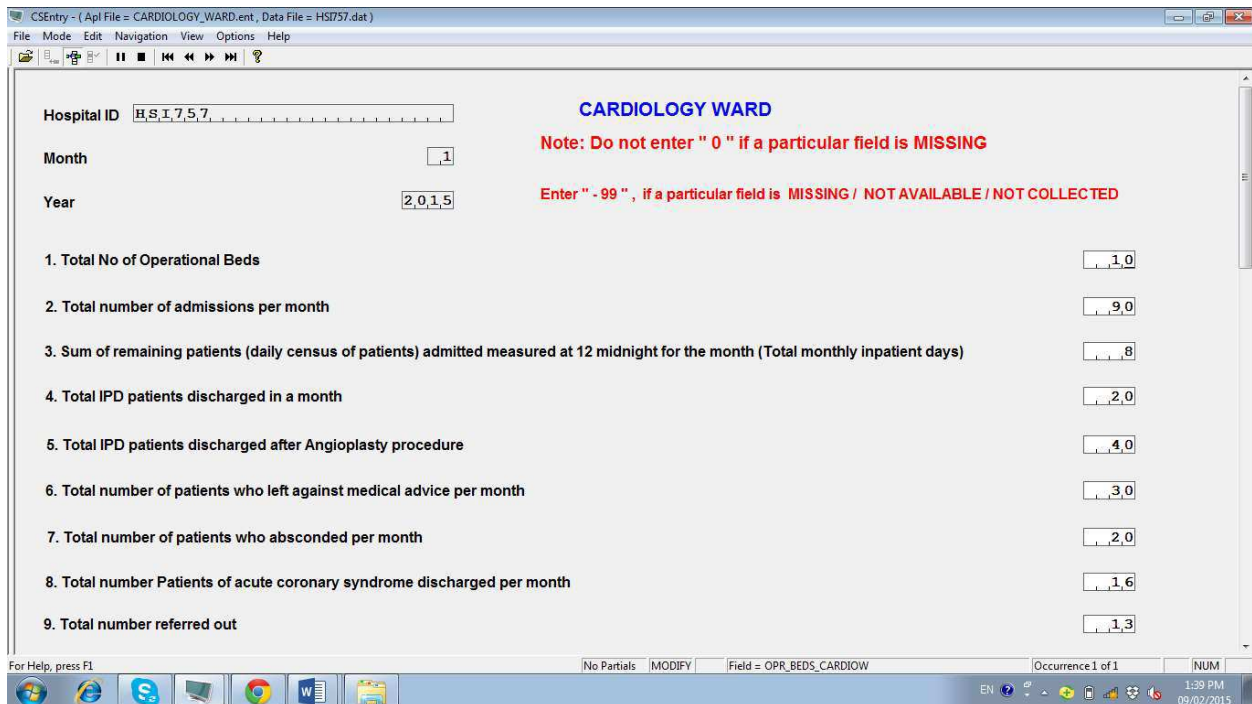 CSEntry - ( Apl File = CARDIOLOGY_WARD.ent , Data File = HSI757.dat )
File Mode Edit Navigation View Options Help
CARDIOLOGY WARD
Hospital ID HSI757
Note: Do not enter " 0 " if a particular field is MISSING
Month 1
Enter " - 99 " , if a particular field is MISSING / NOT AVAILABLE / NOT COLLECTED
Year 2015
1. Total No of Operational Beds 10
2. Total number of admissions per month 90
3. Sum of remaining patients (daily census of patients) admitted measured at 12 midnight for the month (Total monthly inpatient days) 8
4. Total IPD patients discharged in a month 20
5. Total IPD patients discharged after Angioplasty procedure 40
6. Total number of patients who left against medical advice per month 30
7. Total number of patients who absconded per month 20
8. Total number Patients of acute coronary syndrome discharged per month 16
9. Total number referred out 13
For Help, press F1 No Partials MODIFY Field = OPR_BEDS_CARDIOW Occurrence 1 of 1 NUM
EN 1:39 PM
09/02/2015